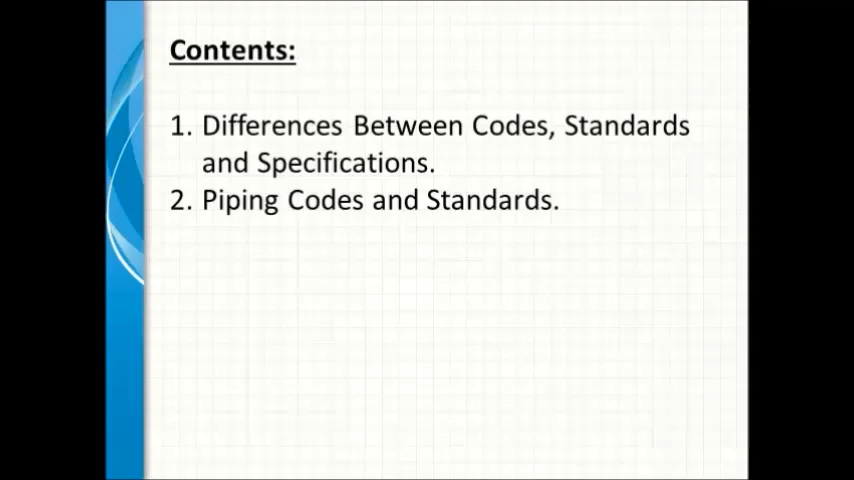 Contents:
1. Differences Between Codes, Standards
and Specifications.
2. Piping Codes and Standards.